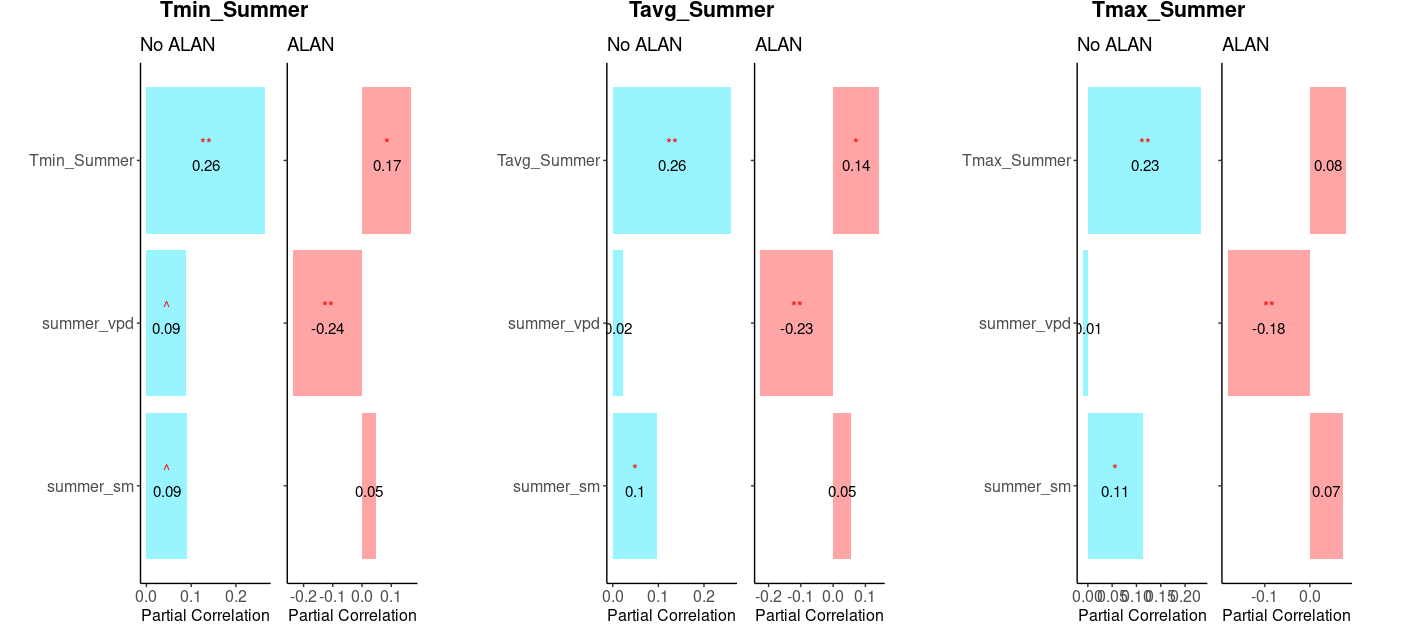 Tmin_Summer
No ALAN
ALAN
Tmin_Summer
**
0.26
*
0.17
summer_vpd
^
0.09
**
-0.24
summer_sm
^
0.09
0.05
0.0 0.1 0.2
-0.2 -0.1 0.0 0.1
Partial Correlation
Partial Correlation
Tavg_Summer
No ALAN
ALAN
Tavg_Summer
**
0.26
*
0.14
summer_vpd
0.02
**
-0.23
summer_sm
*
0.1
0.05
0.0 0.1 0.2
-0.2 -0.1 0.0 0.1
Partial Correlation
Partial Correlation
Tmax_Summer
No ALAN
ALAN
Tmax_Summer
**
0.23
0.08
summer_vpd
0.01
**
-0.18
summer_sm
*
0.11
0.07
0.00 0.05 0.10 0.15 0.20
-0.1 0.0
Partial Correlation
Partial Correlation